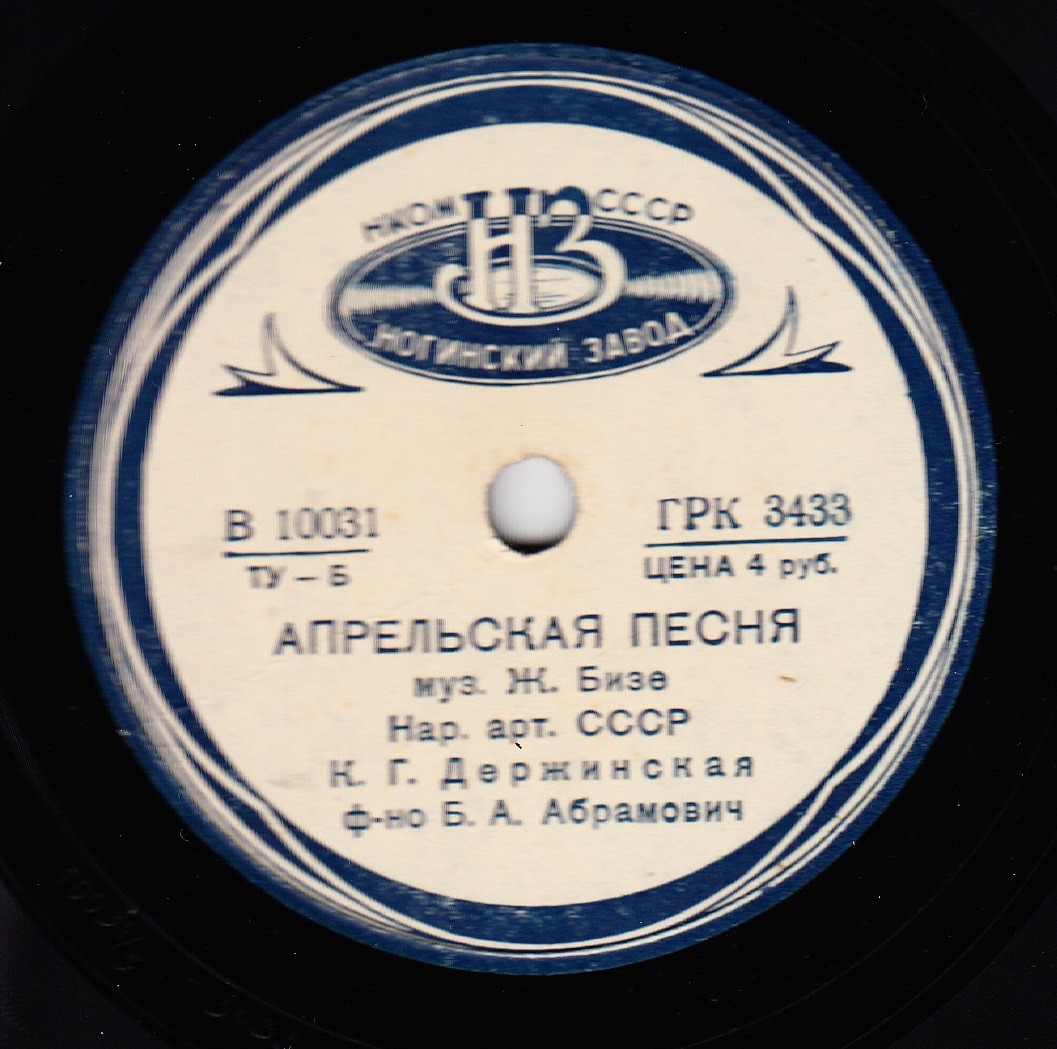 НКОМ СССР
НЗ
НОГИНСКИЙ ЗАВОД
В 10031
ТУ – Б
ГРК 3433
ЦЕНА 4 руб.
АПРЕЛЬСКАЯ ПЕСНЯ
муз. Ж. Бизе
Нар. арт. СССР
К. Г. Держинская
ф-но Б. А. Абрамович